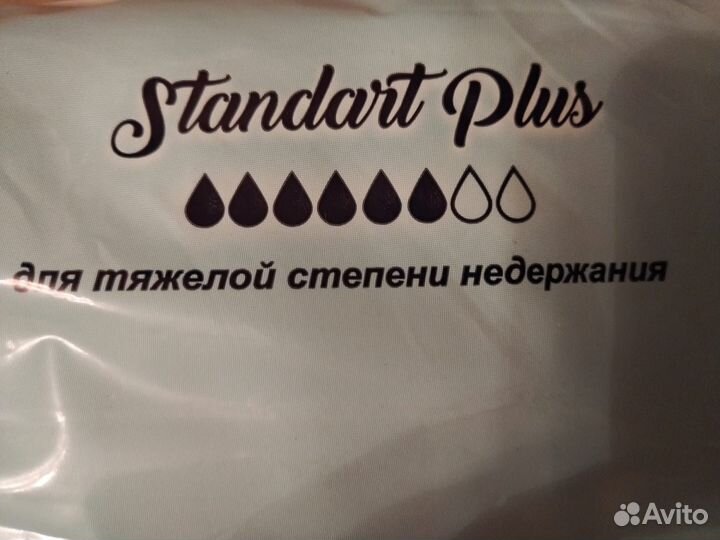 Standart Plus
для тяжелой степени недержания
Avito